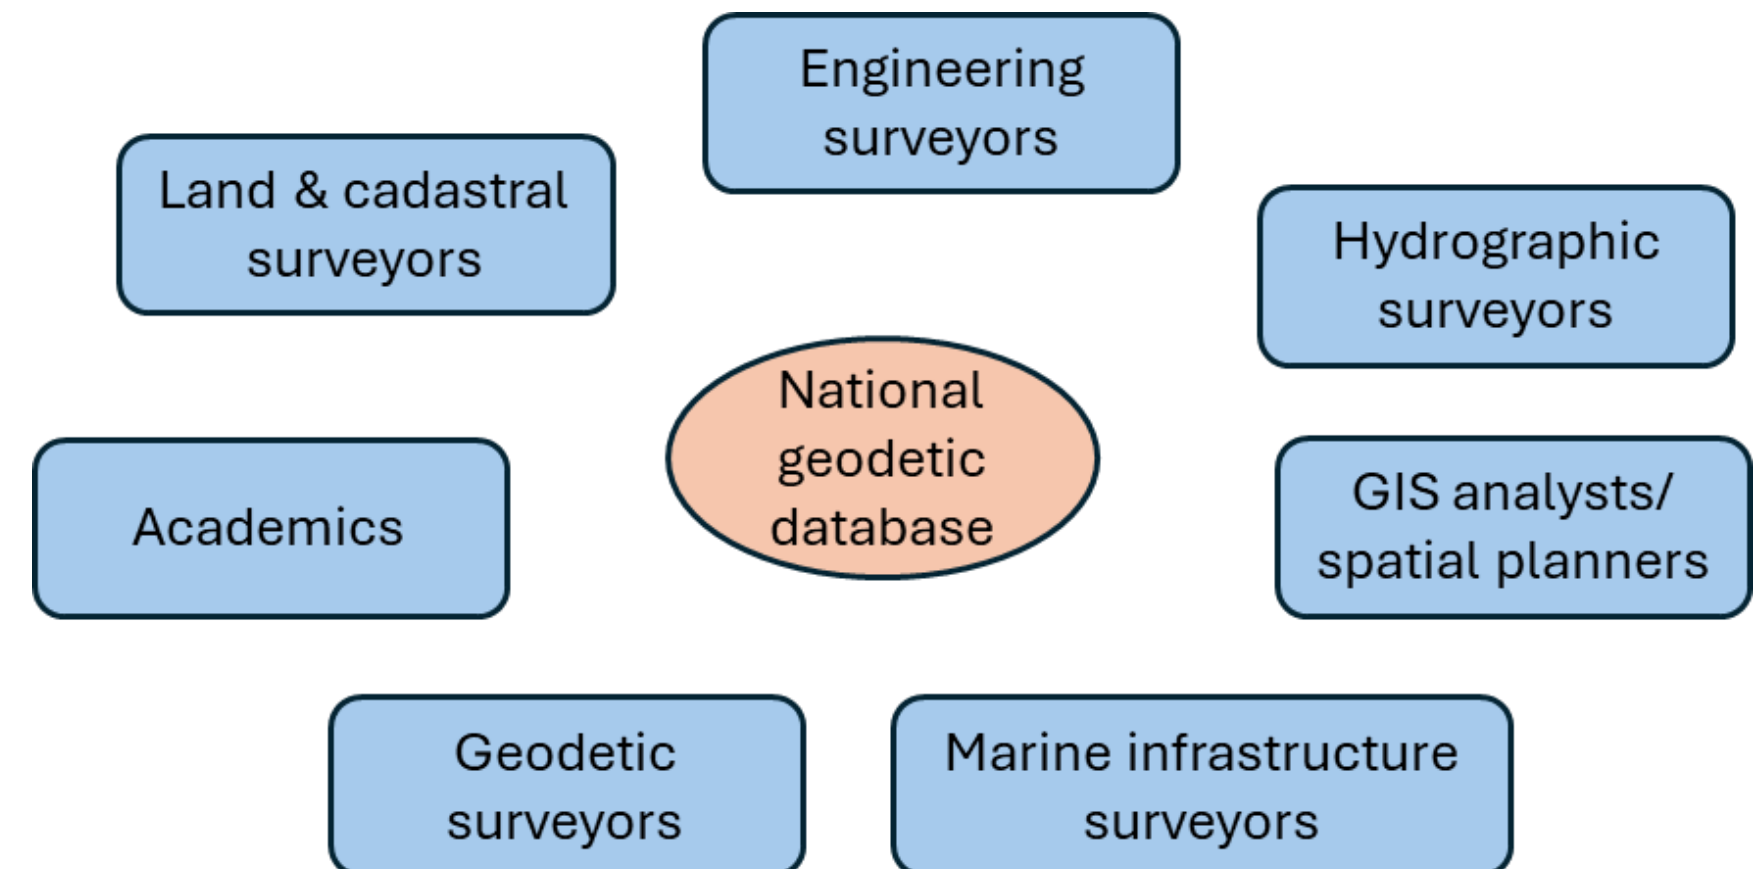 Engineering
surveyors
Land & cadastral
surveyors
Hydrographic
surveyors
National
geodetic
database
Academics
GIS analysts/
spatial planners
Geodetic
surveyors
Marine infrastructure
surveyors